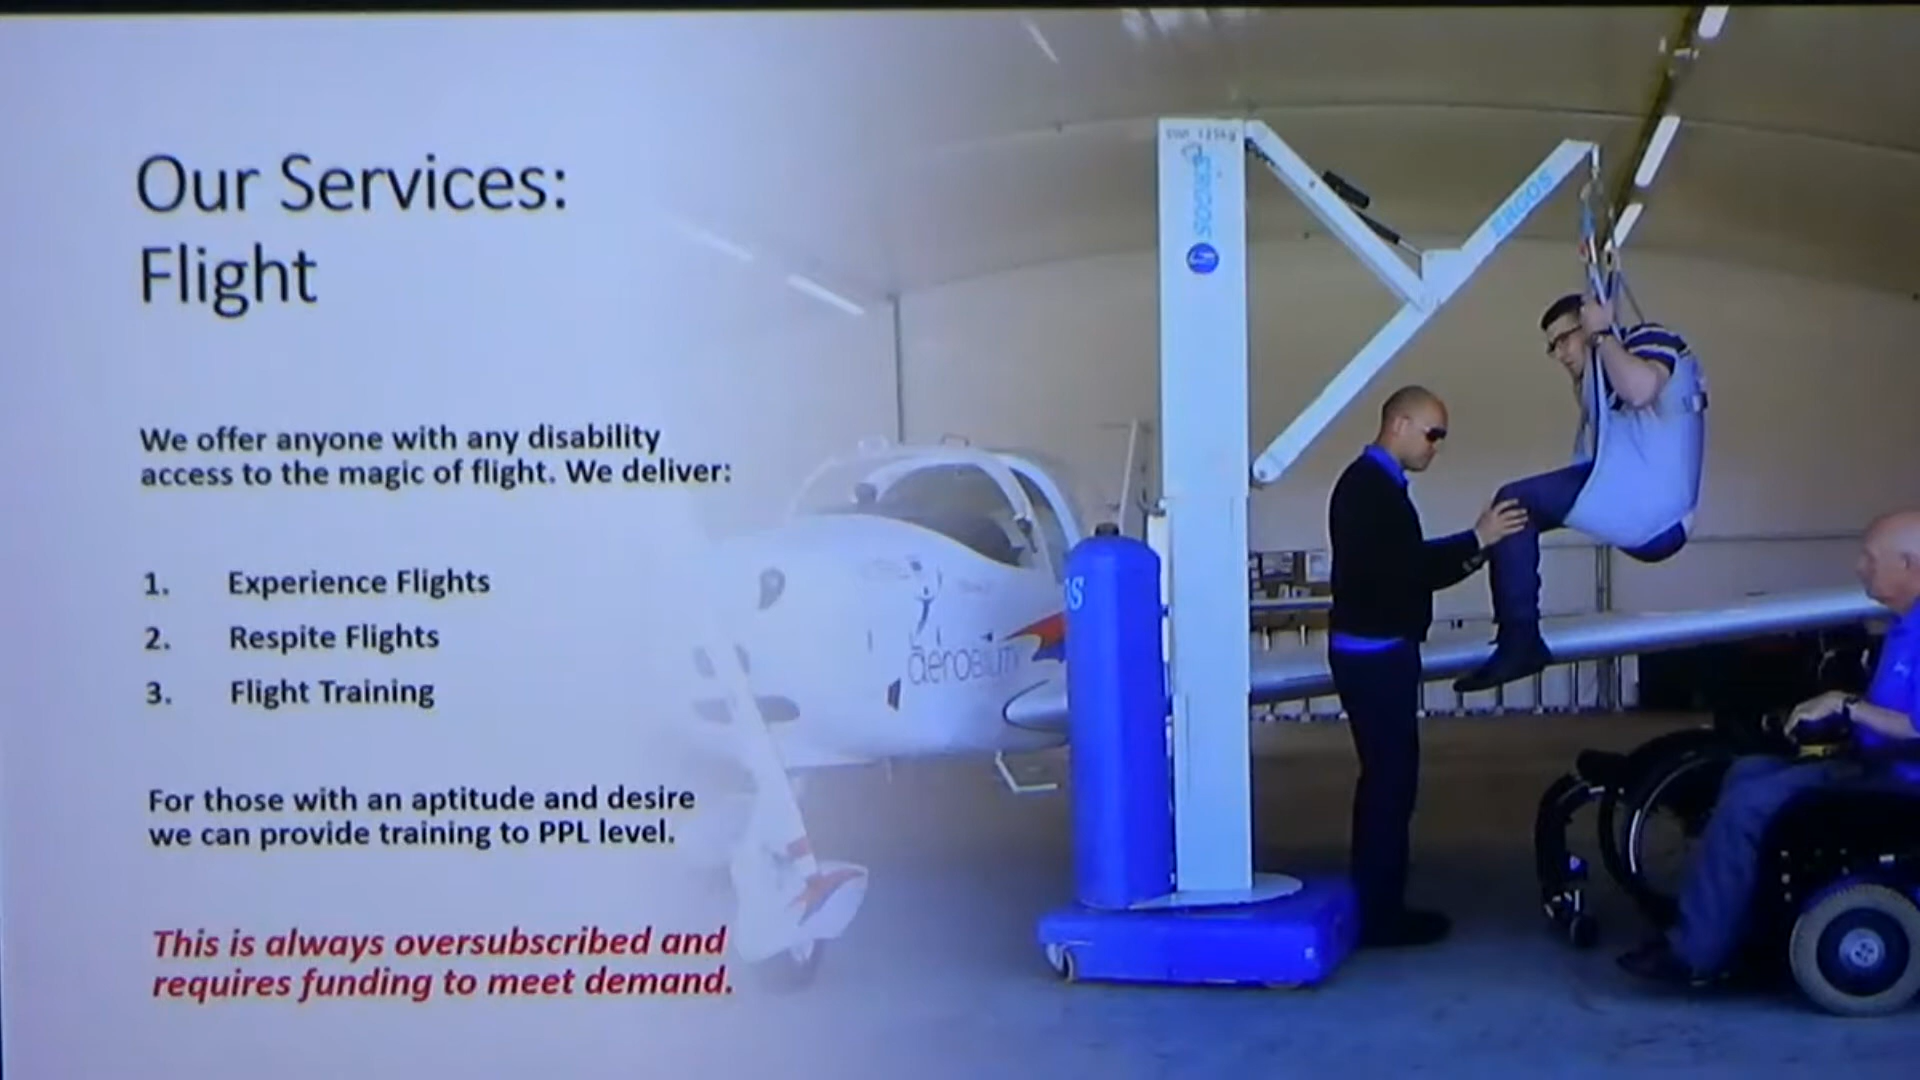 Our Services:
Flight
We offer anyone with any disability
access to the magic of flight. We deliver:
1. Experience Flights
2. Respite Flights
3. Flight Training
For those with an aptitude and desire
we can provide training to PPL level.
This is always oversubscribed and
requires funding to meet demand.
aeroBILITY
ERGOS
ERGOS